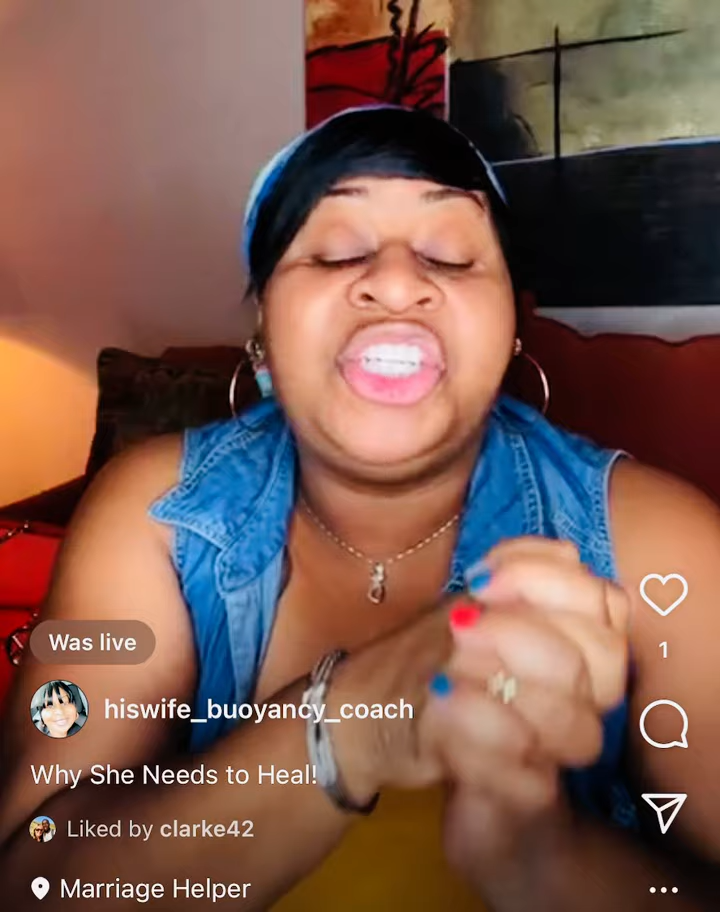 Was live
1
hiswife_buoyancy_coach
Why She Needs to Heal!
Liked by clarke42
Marriage Helper